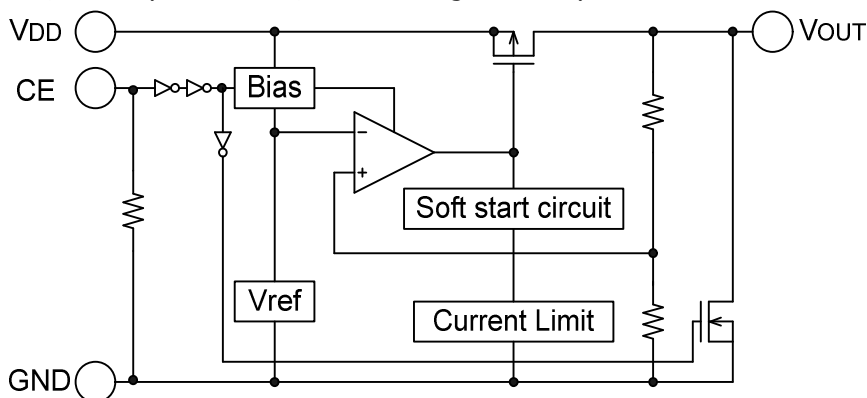 VDD
VOUT
CE
Bias
−
+
Soft start circuit
Vref
Current Limit
GND